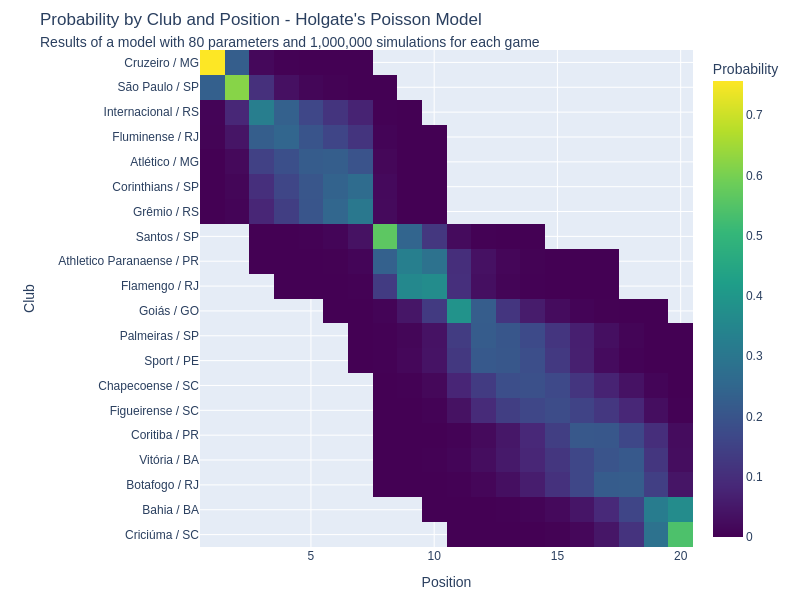 Probability by Club and Position - Holgate's Poisson Model
Results of a model with 80 parameters and 1,000,000 simulations for each game
Probability
Cruzeiro / MG
São Paulo / SP
Internacional / RS
Fluminense / RJ
Atlético / MG
Corinthians / SP
Grêmio / RS
Santos / SP
Athletico Paranaense / PR
Flamengo / RJ
Goiás / GO
Palmeiras / SP
Sport / PE
Chapecoense / SC
Figueirense / SC
Coritiba / PR
Vitória / BA
Botafogo / RJ
Bahia / BA
Criciúma / SC
Club
5 10 15 20
Position
0.7
0.6
0.5
0.4
0.3
0.2
0.1
0